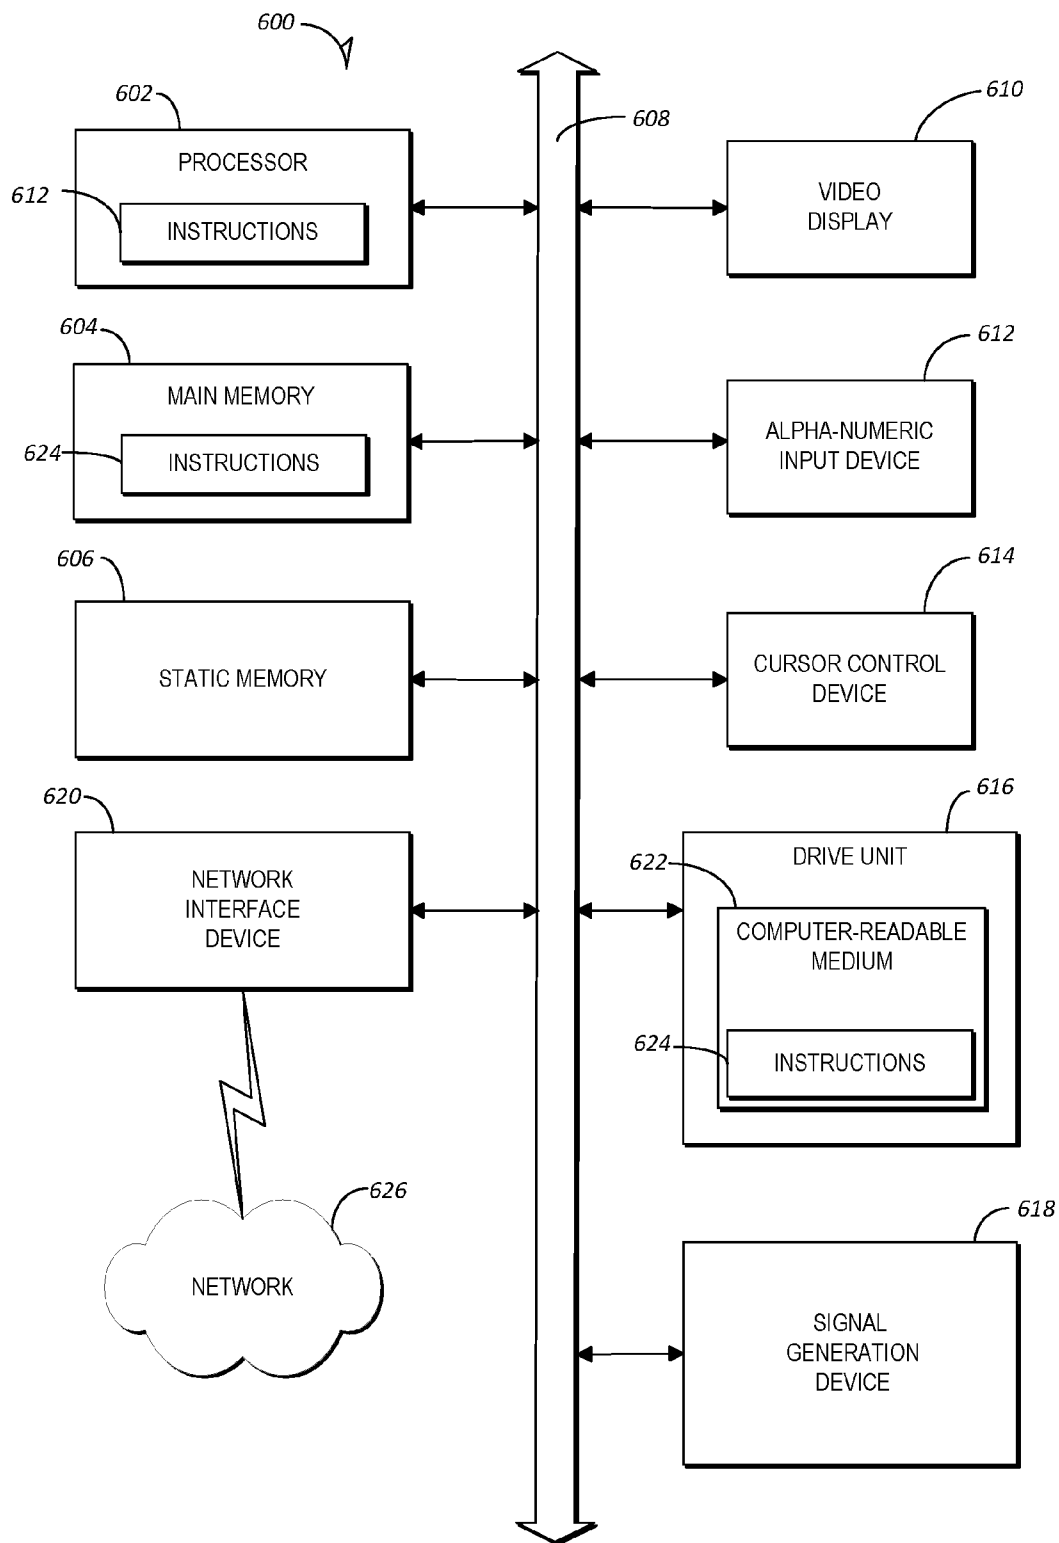 600
602
PROCESSOR
612
INSTRUCTIONS
604
MAIN MEMORY
624
INSTRUCTIONS
606
STATIC MEMORY
620
NETWORK
INTERFACE
DEVICE
626
NETWORK
608
610
VIDEO
DISPLAY
612
ALPHA-NUMERIC
INPUT DEVICE
614
CURSOR CONTROL
DEVICE
616
DRIVE UNIT
622
COMPUTER-READABLE
MEDIUM
624
INSTRUCTIONS
618
SIGNAL
GENERATION
DEVICE